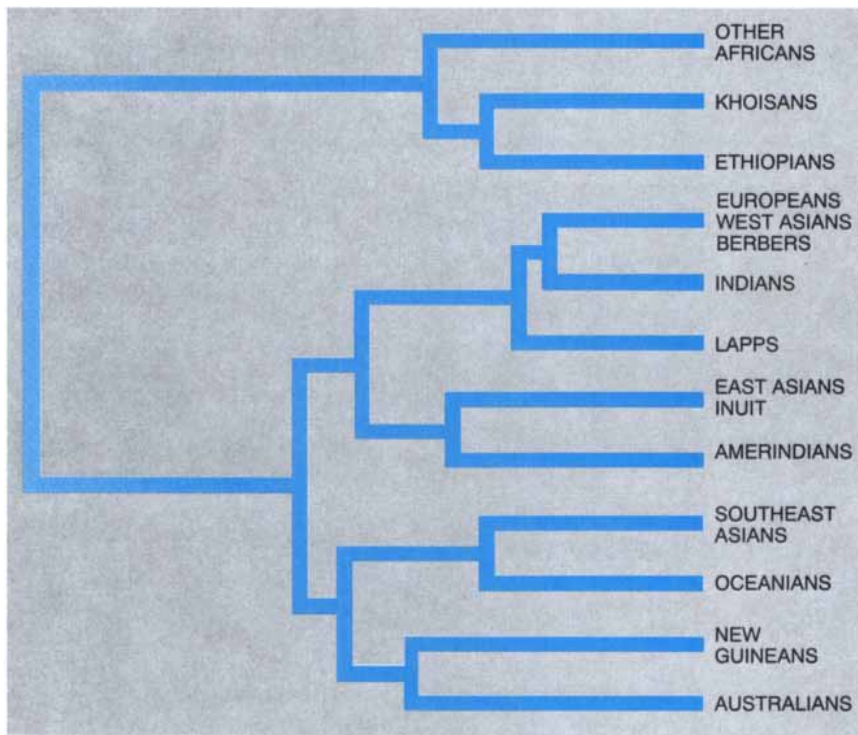 OTHER
AFRICANS
KHOISANS
ETHIOPIANS
EUROPEANS
WEST ASIANS
BERBERS
INDIANS
LAPPS
EAST ASIANS
INUIT
AMERINDIANS
SOUTHEAST
ASIANS
OCEANIANS
NEW
GUINEANS
AUSTRALIANS